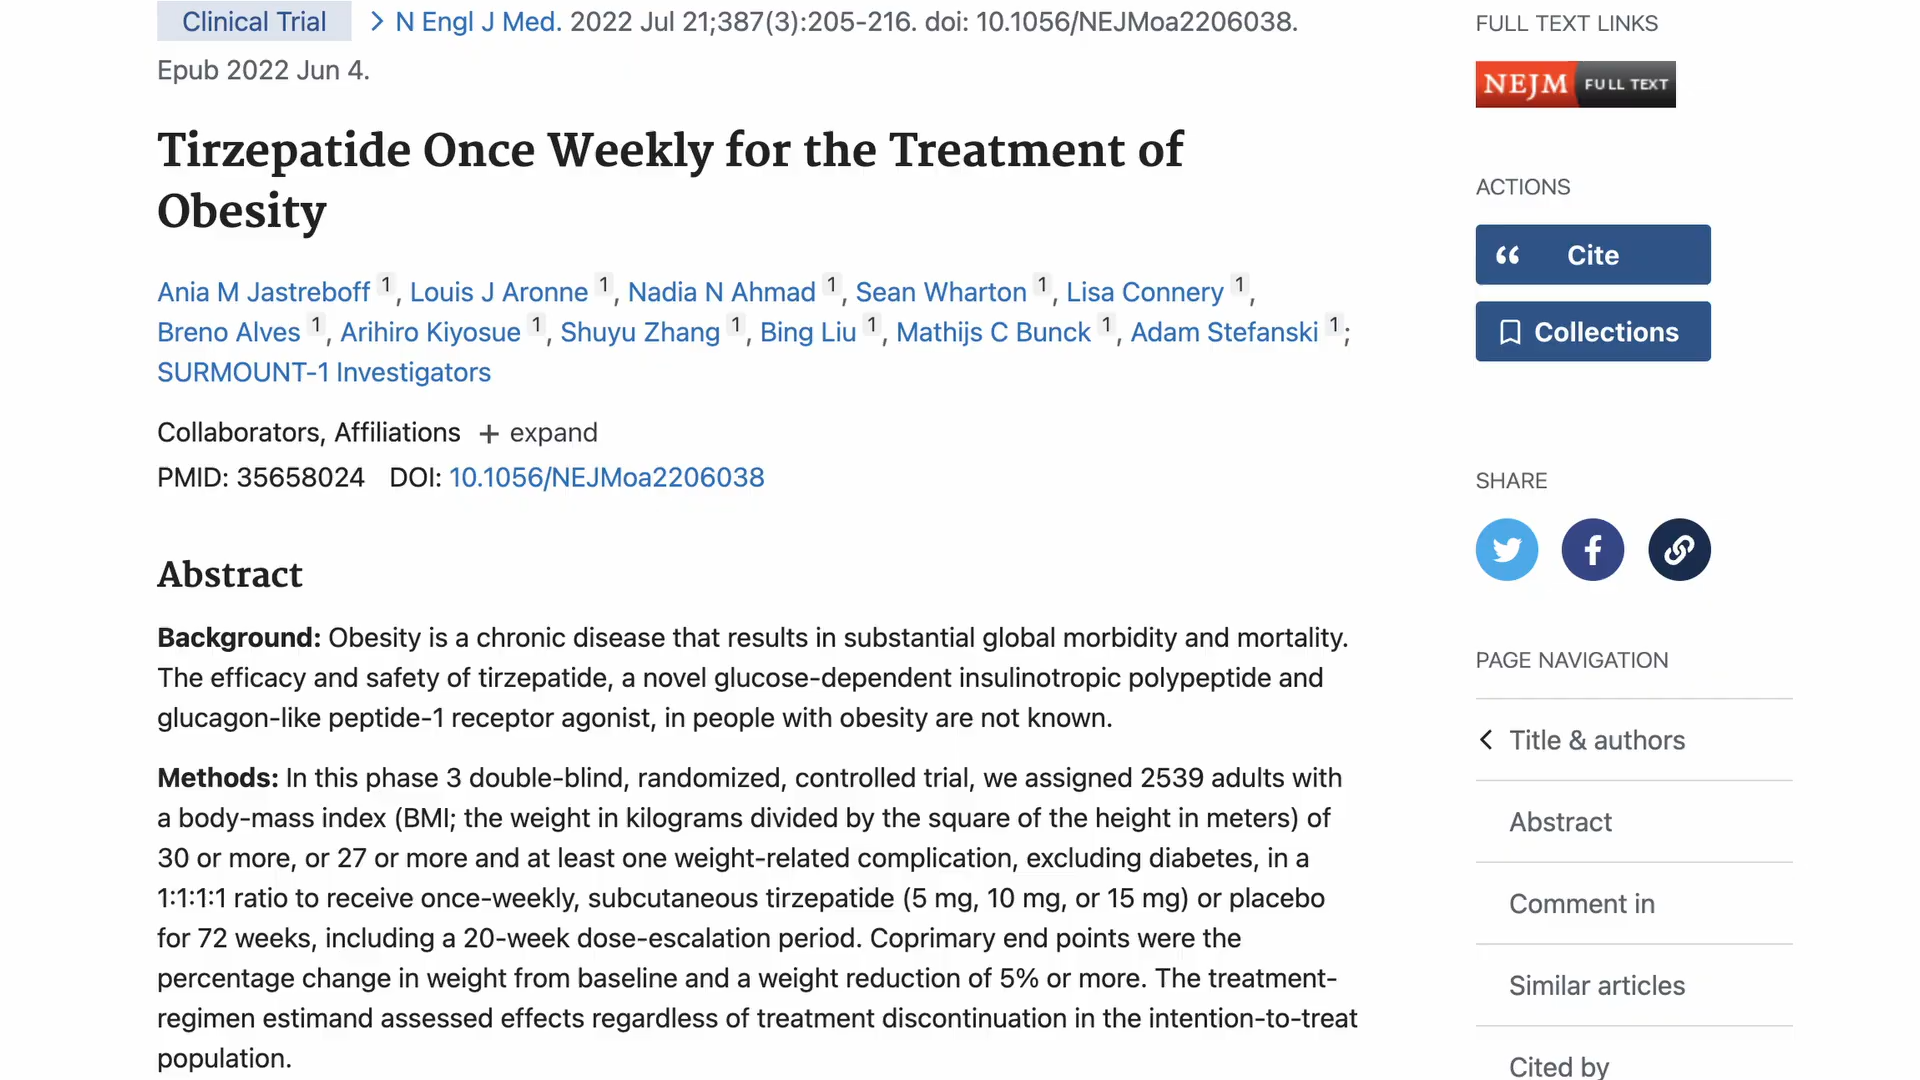 Clinical Trial > N Engl J Med. 2022 Jul 21;387(3):205-216. doi: 10.1056/NEJMoa2206038.
Epub 2022 Jun 4.
Tirzepatide Once Weekly for the Treatment of
Obesity
Ania M Jastreboff 1, Louis J Aronne 1, Nadia N Ahmad 1, Sean Wharton 1, Lisa Connery 1,
Breno Alves 1, Arihiro Kiyosue 1, Shuyu Zhang 1, Bing Liu 1, Mathijs C Bunck 1, Adam Stefanski 1;
SURMOUNT-1 Investigators
Collaborators, Affiliations + expand
PMID: 35658024 DOI: 10.1056/NEJMoa2206038
Abstract
Background: Obesity is a chronic disease that results in substantial global morbidity and mortality.
The efficacy and safety of tirzepatide, a novel glucose-dependent insulinotropic polypeptide and
glucagon-like peptide-1 receptor agonist, in people with obesity are not known.
Methods: In this phase 3 double-blind, randomized, controlled trial, we assigned 2539 adults with
a body-mass index (BMI; the weight in kilograms divided by the square of the height in meters) of
30 or more, or 27 or more and at least one weight-related complication, excluding diabetes, in a
1:1:1:1 ratio to receive once-weekly, subcutaneous tirzepatide (5 mg, 10 mg, or 15 mg) or placebo
for 72 weeks, including a 20-week dose-escalation period. Coprimary end points were the
percentage change in weight from baseline and a weight reduction of 5% or more. The treatment-
regimen estimand assessed effects regardless of treatment discontinuation in the intention-to-treat
population.
FULL TEXT LINKS
NEJM FULL TEXT
ACTIONS
Cite
Collections
SHARE
PAGE NAVIGATION
Title & authors
Abstract
Comment in
Similar articles
Cited by